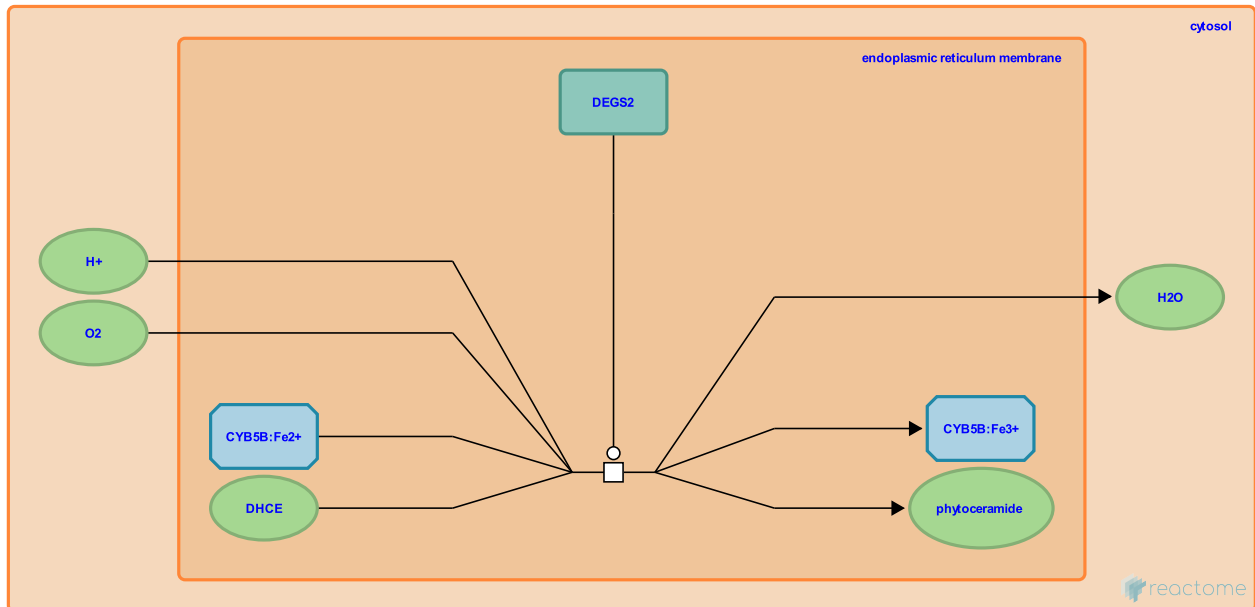 cytosol
endoplasmic reticulum membrane
DEGS2
H+
H2O
O2
CYB5B:Fe2+
CYB5B:Fe3+
DHCE
phytoceramide
reactome